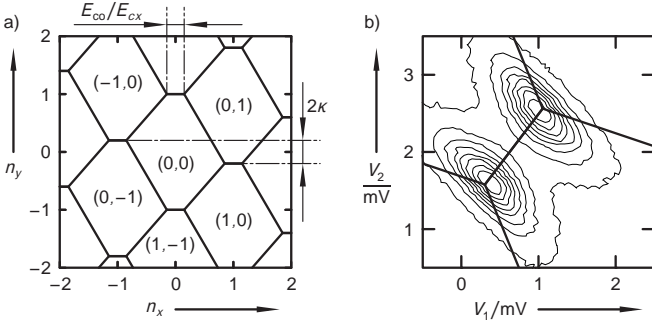 a)
E_co/E_cx
b)
2
1
0
-1
-2
n_y
(-1,0)
(0,1)
(0,0)
(0,-1)
(1,0)
(1,-1)
2κ
-2
-1
0
1
2
n_x
3
2
1
V_2
mV
0
1
2
V_1/mV